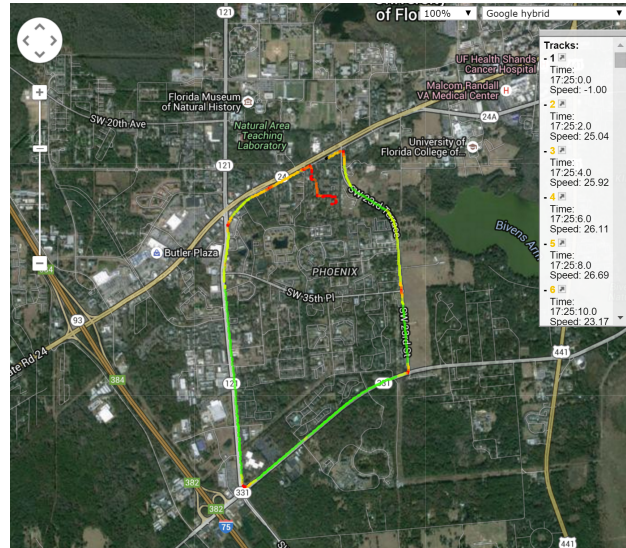 of Flo
100%
Google hybrid
121
UF Health Shands
Cancer Hospital
Malcom Randall
VA Medical Center
H
Florida Museum
of Natural History
SW 20th Ave
24A
Natural Area
Teaching
Laboratory
University of
Florida College of...
121
24
SW 23rd Terrace
Bivens Arm
Butler Plaza
PHOENIX
SW 35th Pl
93
ate Rd 24
SW 23rd St
441
384
121
331
382
331
382
75
441
Tracks:
- 1
Time:
17:25:0.0
Speed: -1.00
- 2
Time:
17:25:2.0
Speed: 25.04
- 3
Time:
17:25:4.0
Speed: 25.92
- 4
Time:
17:25:6.0
Speed: 26.11
- 5
Time:
17:25:8.0
Speed: 26.69
- 6
Time:
17:25:10.0
Speed: 23.17